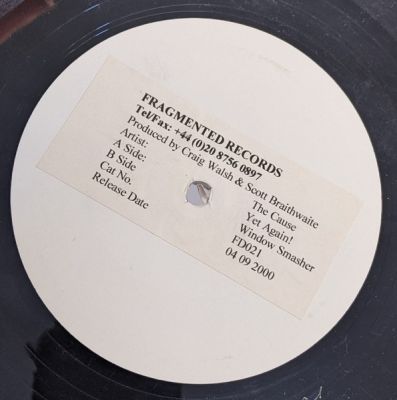 FRAGMENTED RECORDS
Tel/Fax: +44 (0)20 8756 0897
Produced by Craig Walsh & Scott Braithwaite
Artist: The Cause
A Side: Yet Again!
B Side Window Smasher
Cat No. FD021
Release Date 04 09 2000